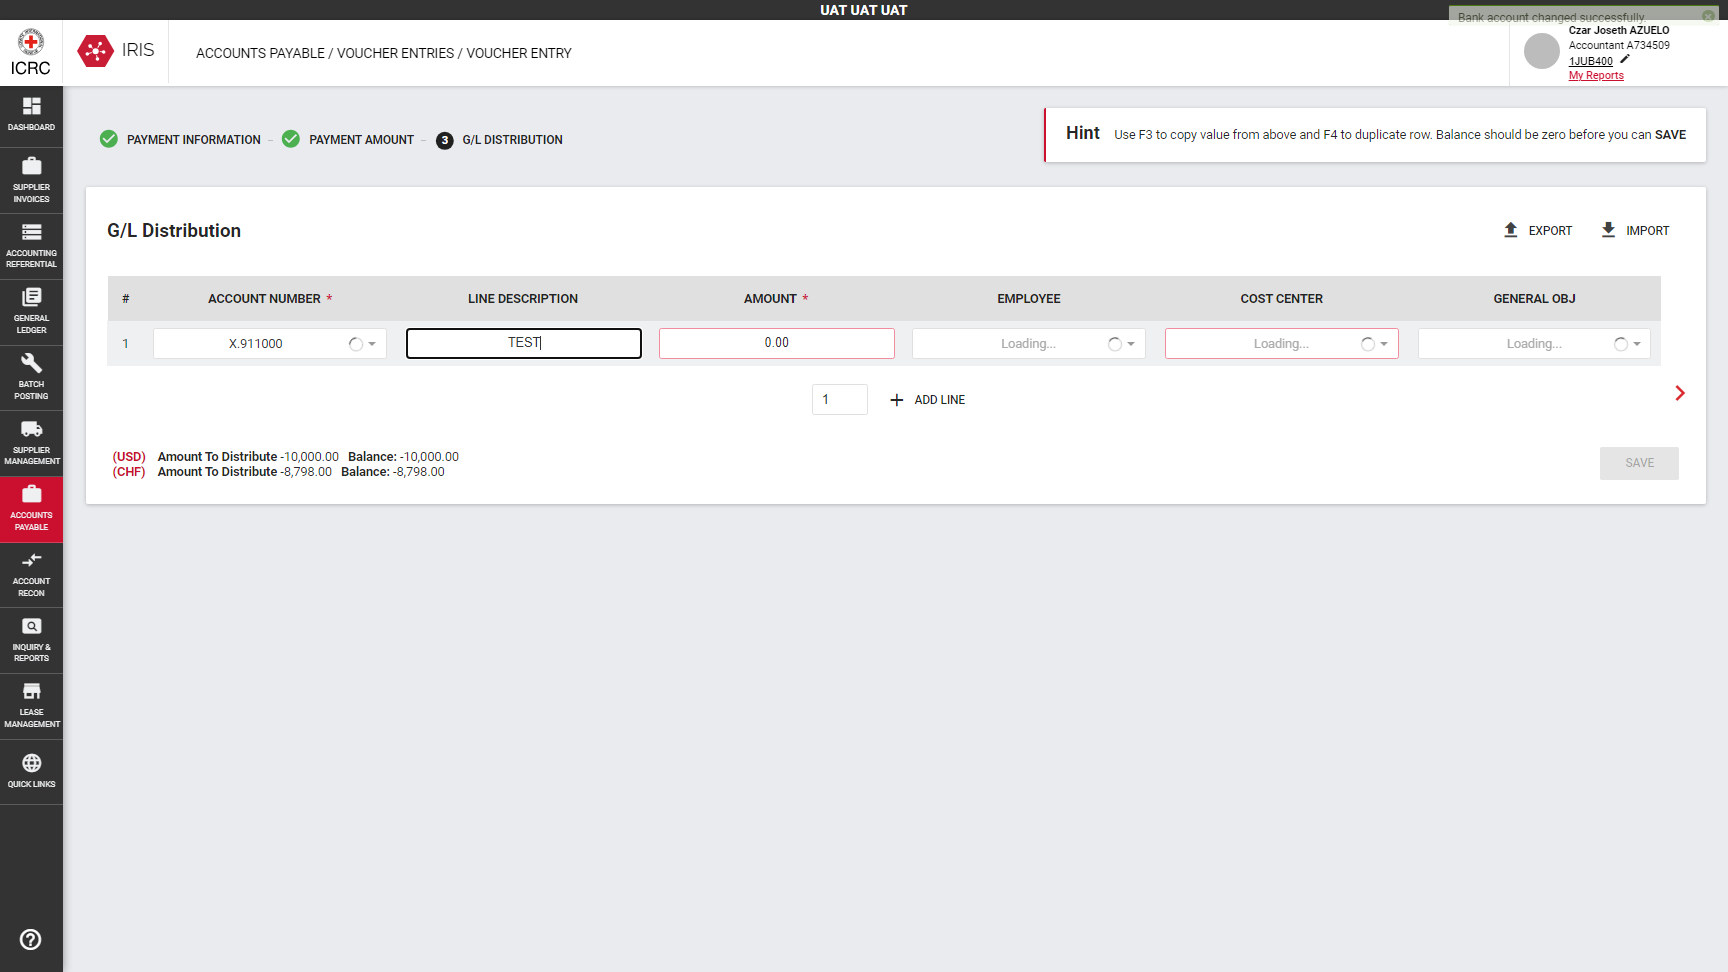 UAT UAT UAT
Bank account changed successfully.
ICRC
IRIS
ACCOUNTS PAYABLE / VOUCHER ENTRIES / VOUCHER ENTRY
Czar Joseth AZUELO
Accountant A734509
1JUB400
My Reports
DASHBOARD
SUPPLIER
INVOICES
ACCOUNTING
REFERENTIAL
GENERAL
LEDGER
BATCH
POSTING
SUPPLIER
MANAGEMENT
ACCOUNTS
PAYABLE
ACCOUNT
RECON
INQUIRY &
REPORTS
LEASE
MANAGEMENT
QUICK LINKS
PAYMENT INFORMATION – PAYMENT AMOUNT – 3 G/L DISTRIBUTION
Hint Use F3 to copy value from above and F4 to duplicate row. Balance should be zero before you can SAVE
G/L Distribution
EXPORT IMPORT
# ACCOUNT NUMBER * LINE DESCRIPTION AMOUNT * EMPLOYEE COST CENTER GENERAL OBJ
1 X.911000 TEST 0.00 Loading... Loading... Loading...
1 + ADD LINE
(USD) Amount To Distribute -10,000.00 Balance: -10,000.00
(CHF) Amount To Distribute -8,798.00 Balance: -8,798.00
SAVE